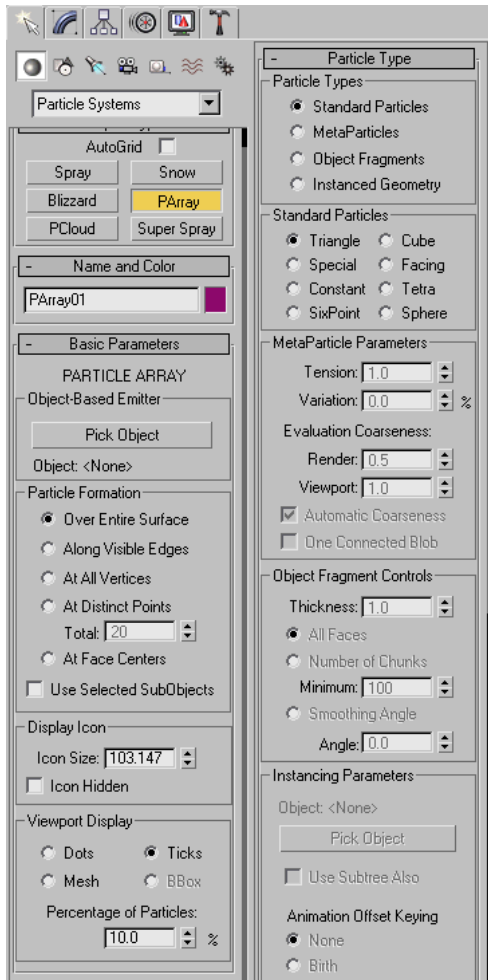 Particle Systems
AutoGrid
Spray Snow
Blizzard PArray
PCloud Super Spray
- Name and Color
PArray01
- Basic Parameters
PARTICLE ARRAY
Object-Based Emitter
Pick Object
Object: <None>
Particle Formation
Over Entire Surface
Along Visible Edges
At All Vertices
At Distinct Points
Total: 20
At Face Centers
Use Selected SubObjects
Display Icon
Icon Size: 103.147
Icon Hidden
Viewport Display
Dots Ticks
Mesh BBox
Percentage of Particles:
10.0 %
- Particle Type
Particle Types
Standard Particles
MetaParticles
Object Fragments
Instanced Geometry
Standard Particles
Triangle Cube
Special Facing
Constant Tetra
SixPoint Sphere
MetaParticle Parameters
Tension: 1.0
Variation: 0.0 %
Evaluation Coarseness:
Render: 0.5
Viewport: 1.0
Automatic Coarseness
One Connected Blob
Object Fragment Controls
Thickness: 1.0
All Faces
Number of Chunks
Minimum: 100
Smoothing Angle
Angle: 0.0
Instancing Parameters
Object: <None>
Pick Object
Use Subtree Also
Animation Offset Keying
None
Birth